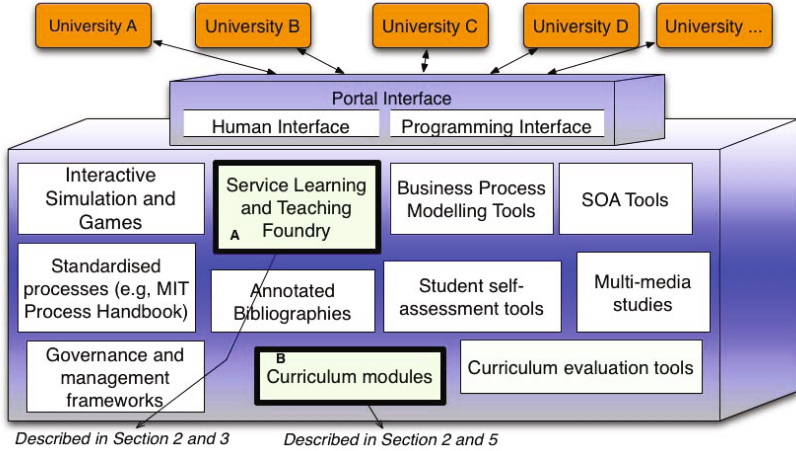 University A
University B
University C
University D
University ...
Portal Interface
Human Interface
Programming Interface
Interactive
Simulation and
Games
Service Learning
and Teaching
Foundry
A
Business Process
Modelling Tools
SOA Tools
Standardised
processes (e.g, MIT
Process Handbook)
Annotated
Bibliographies
Student self-
assessment tools
Multi-media
studies
Governance and
management
frameworks
B
Curriculum modules
Curriculum evaluation tools
Described in Section 2 and 3
Described in Section 2 and 5